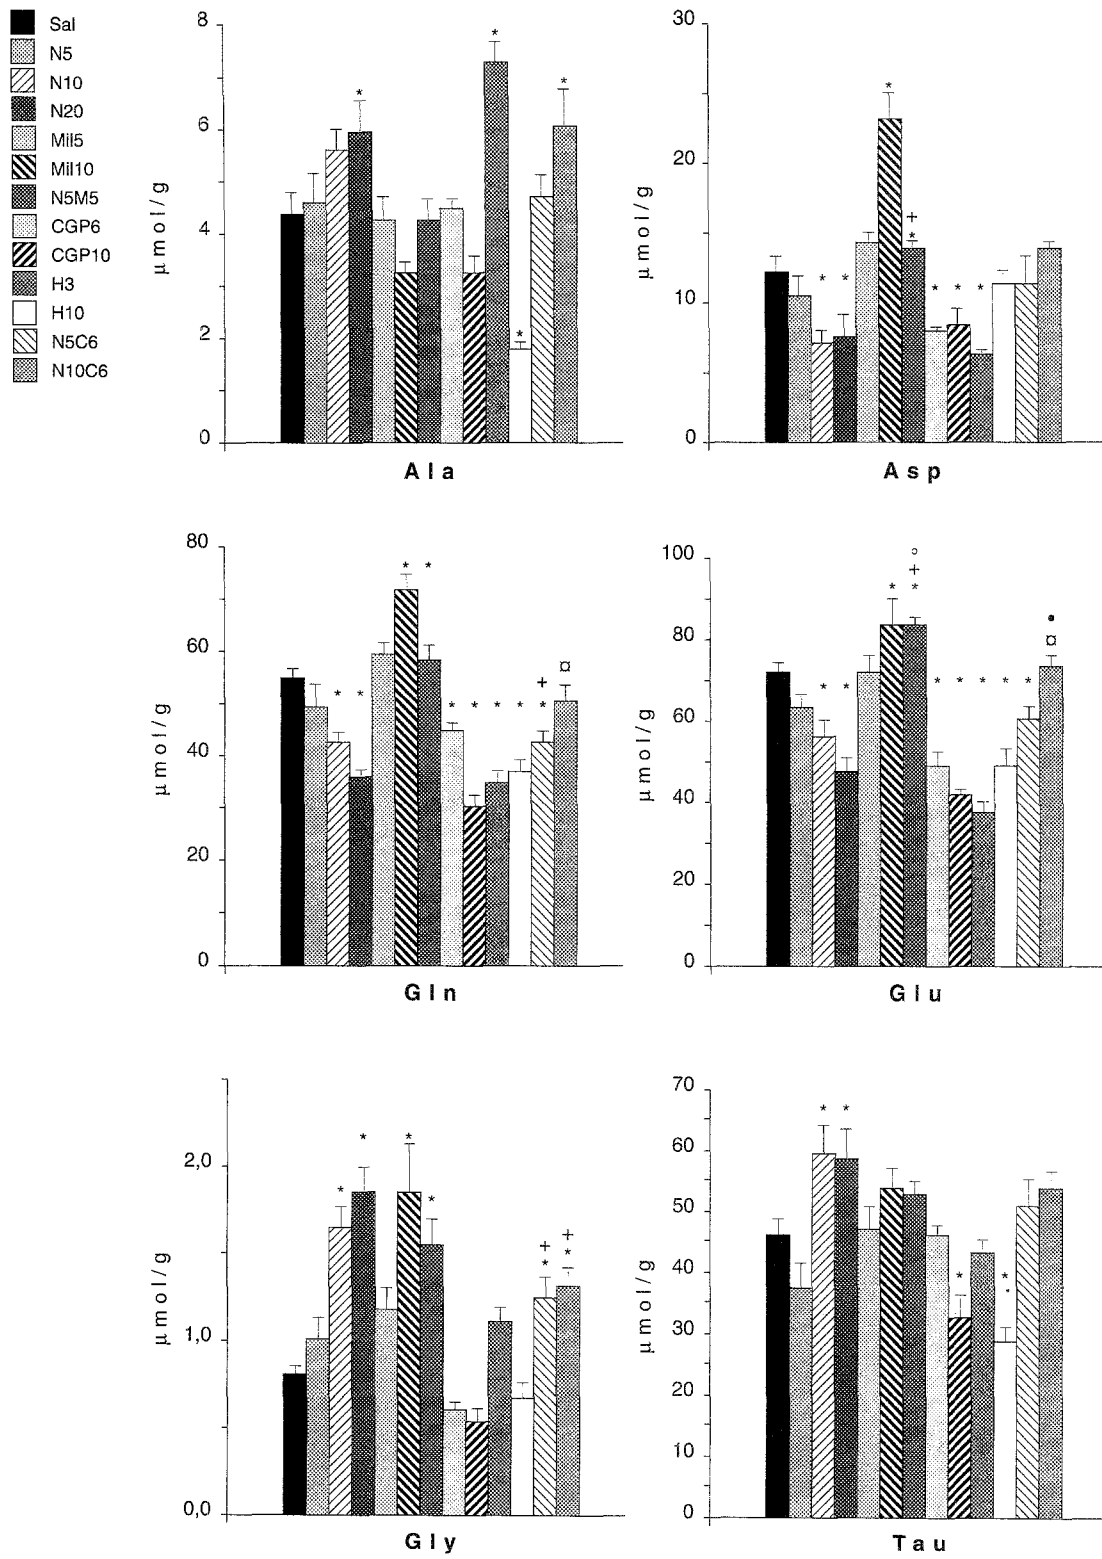 Sal
N5
N10
N20
Mil5
Mil10
N5M5
CGP6
CGP10
H3
H10
N5C6
N10C6
8
6
4
2
0
μmol/g
*
*
*
*
Ala
30
20
10
0
μmol/g
* *
*
+
*
* * *
Asp
80
60
40
20
0
μmol/g
* *
* *
* * * *
+
*
¤
Gln
100
80
60
40
20
0
μmol/g
* *
*
°
+
*
* * * * *
•
¤
Glu
2,0
1,0
0,0
μmol/g
*
*
*
*
+
*
+
*
Gly
70
60
50
40
30
20
10
0
μmol/g
* *
*
*
Tau